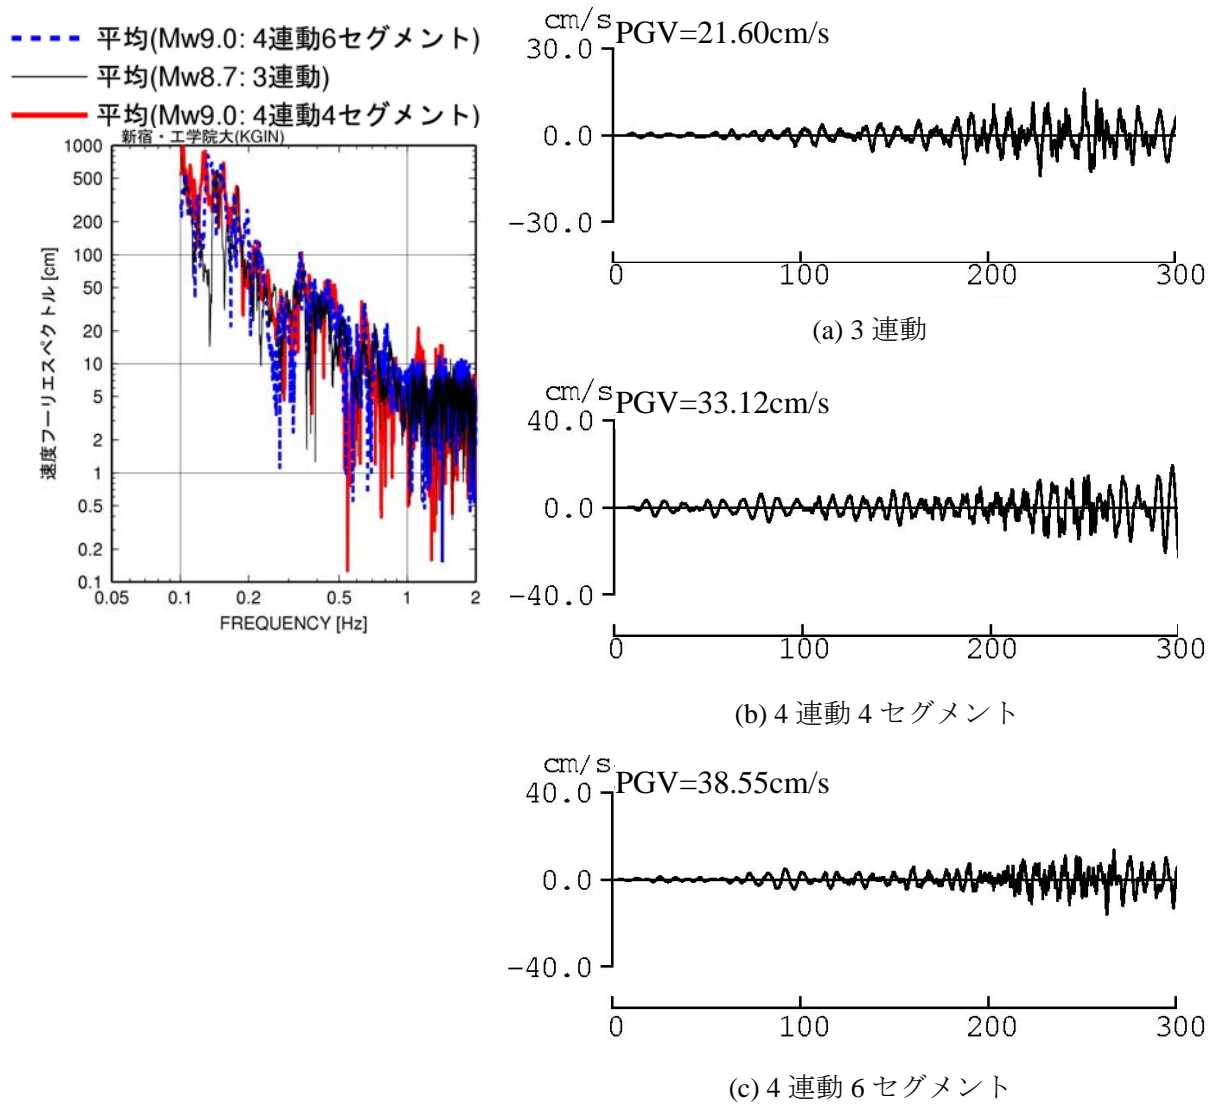 平均(Mw9.0: 4連動6セグメント)
平均(Mw8.7: 3連動)
平均(Mw9.0: 4連動4セグメント)
新宿・工学院大(KGIN)
1000
500
200
100
50
20
10
5
2
1
0.5
0.2
0.1
速度フーリエスペクトル [cm]
0.05 0.1 0.2 0.5 1 2
FREQUENCY [Hz]
cm/s
PGV=21.60cm/s
30.0
0.0
-30.0
0 100 200 300
(a) 3 連動
cm/s
PGV=33.12cm/s
40.0
0.0
-40.0
0 100 200 300
(b) 4 連動 4 セグメント
cm/s
PGV=38.55cm/s
40.0
0.0
-40.0
0 100 200 300
(c) 4 連動 6 セグメント